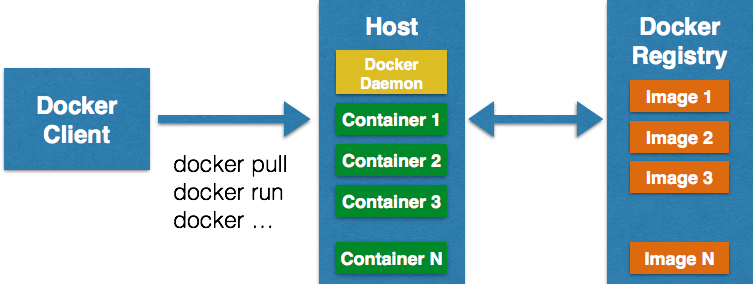 Docker
Client
docker pull
docker run
docker ...
Host
Docker
Daemon
Container 1
Container 2
Container 3
Container N
Docker
Registry
Image 1
Image 2
Image 3
Image N